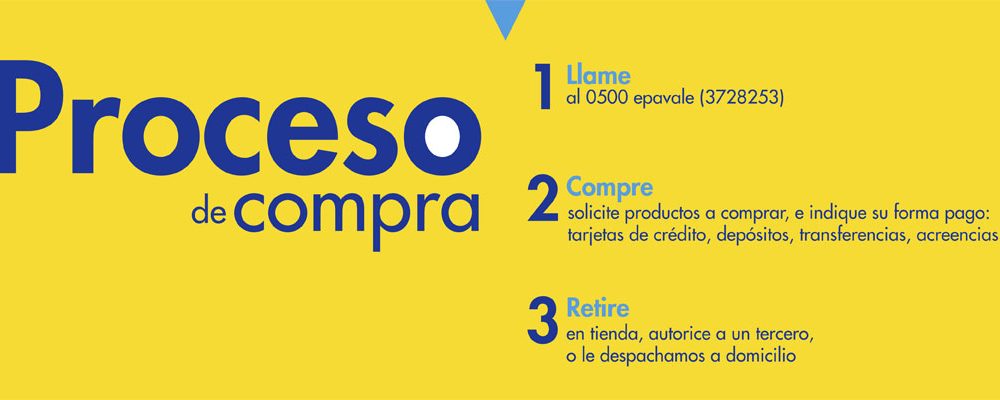 Proceso
de compra
1 Llame
al 0500 epavale (3728253)
2 Compre
solicite productos a comprar, e indique su forma pago:
tarjetas de crédito, depósitos, transferencias, acreencias
3 Retire
en tienda, autorice a un tercero,
o le despachamos a domicilio